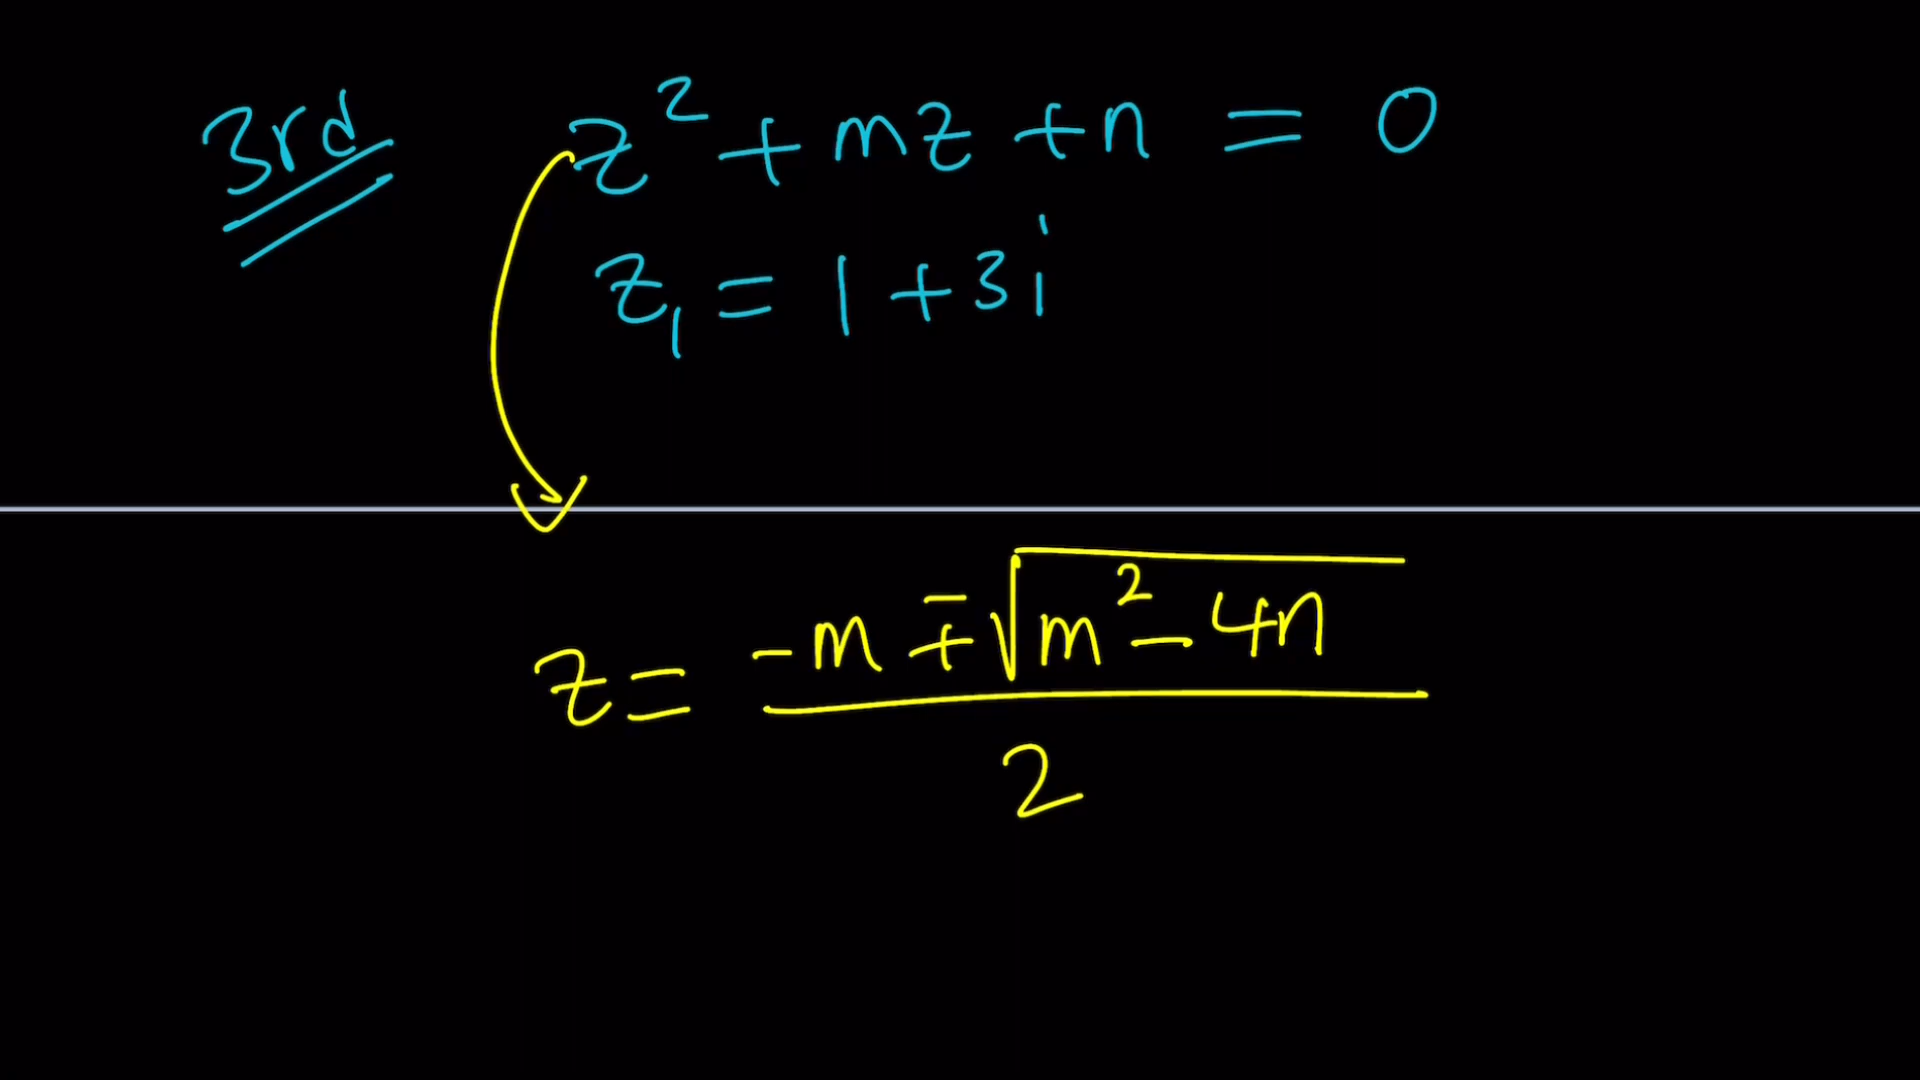 3rd z² + mz + n = 0
z₁ = 1 + 3i
z = (-m ∓ √(m² - 4n)) / 2